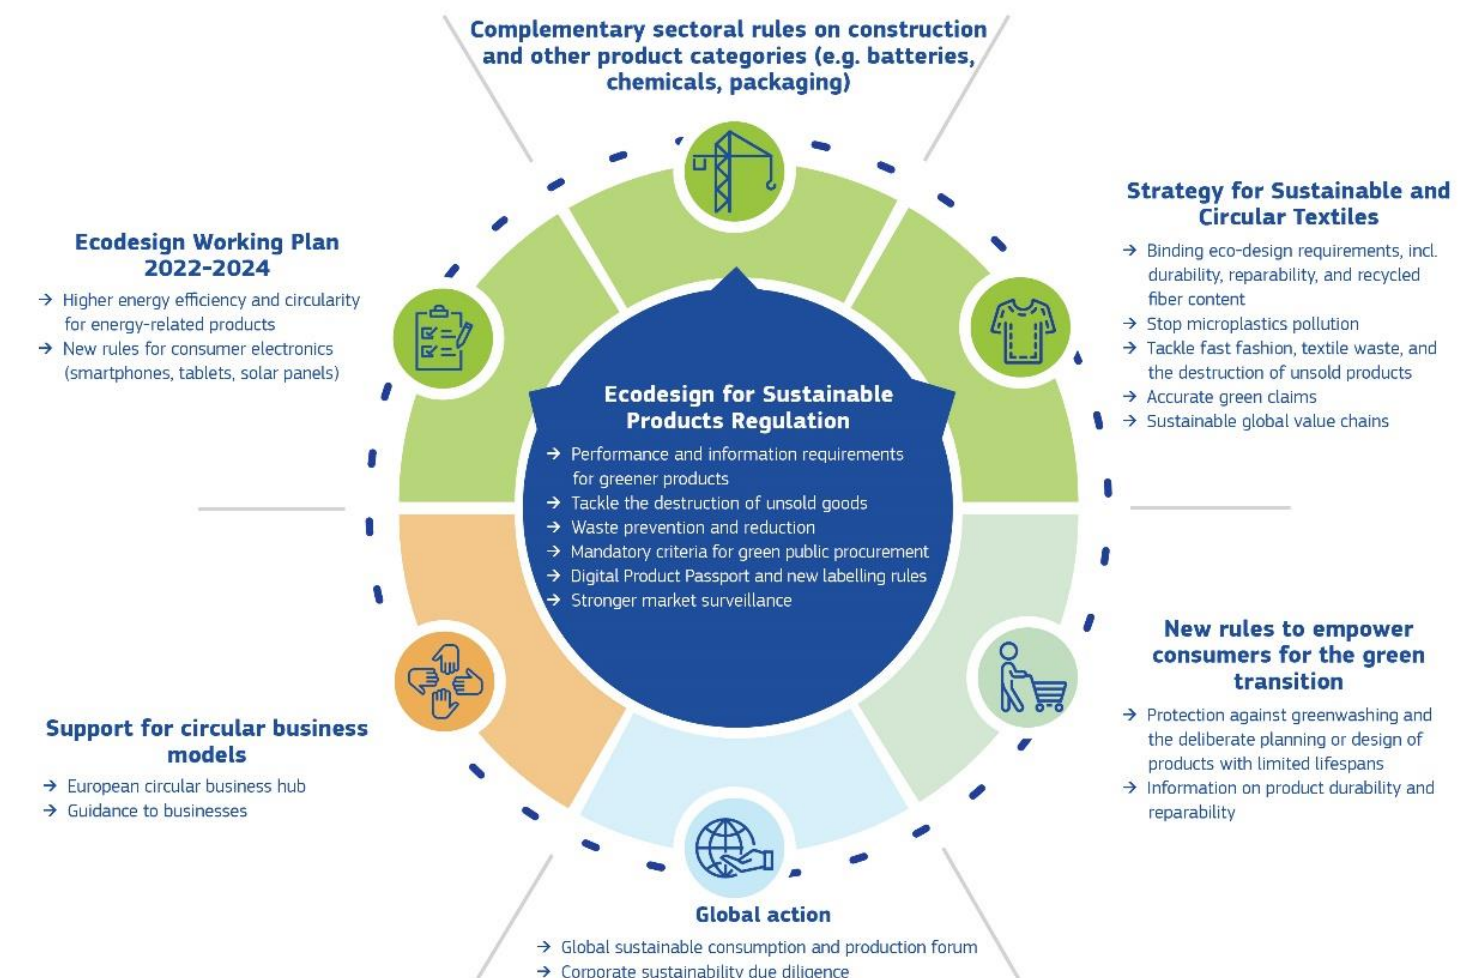 Complementary sectoral rules on construction
and other product categories (e.g. batteries,
chemicals, packaging)
Strategy for Sustainable and
Circular Textiles
→ Binding eco-design requirements, incl.
durability, reparability, and recycled
fiber content
→ Stop microplastics pollution
→ Tackle fast fashion, textile waste, and
the destruction of unsold products
→ Accurate green claims
→ Sustainable global value chains
Ecodesign Working Plan
2022-2024
→ Higher energy efficiency and circularity
for energy-related products
→ New rules for consumer electronics
(smartphones, tablets, solar panels)
Ecodesign for Sustainable
Products Regulation
→ Performance and information requirements
for greener products
→ Tackle the destruction of unsold goods
→ Waste prevention and reduction
→ Mandatory criteria for green public procurement
→ Digital Product Passport and new labelling rules
→ Stronger market surveillance
New rules to empower
consumers for the green
transition
→ Protection against greenwashing and
the deliberate planning or design of
products with limited lifespans
→ Information on product durability and
reparability
Support for circular business
models
→ European circular business hub
→ Guidance to businesses
Global action
→ Global sustainable consumption and production forum
→ Corporate sustainability due diligence